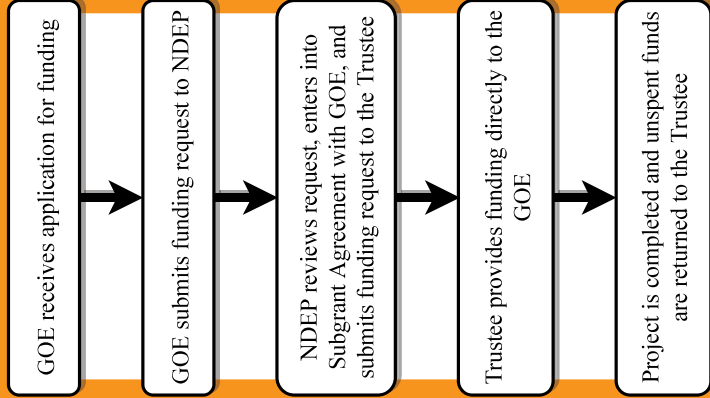 GOE receives application for funding
GOE submits funding request to NDEP
NDEP reviews request, enters into
Subgrant Agreement with GOE, and
submits funding request to the Trustee
Trustee provides funding directly to the
GOE
Project is completed and unspent funds
are returned to the Trustee